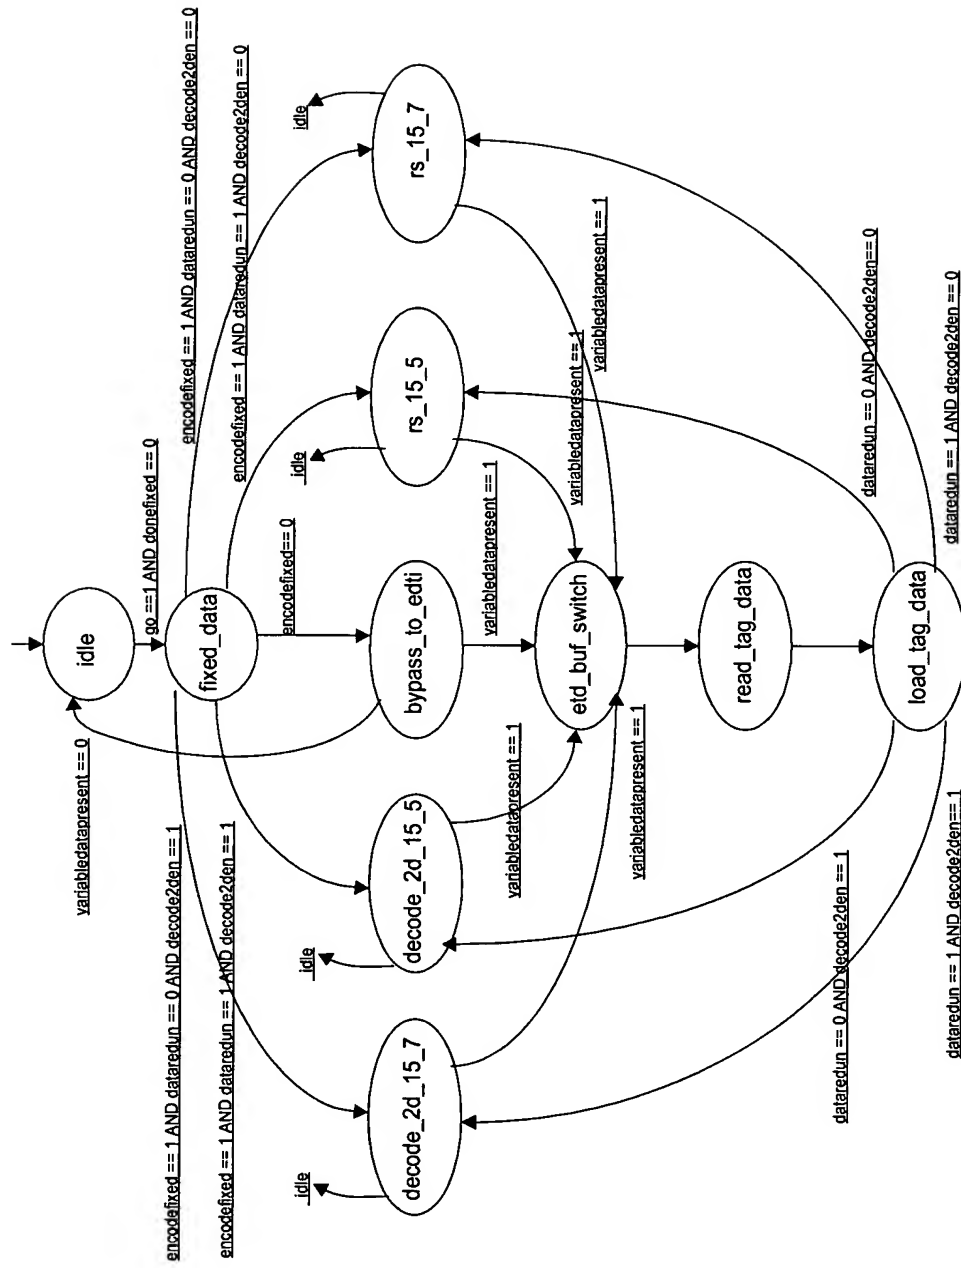 variabledatapresent == 0
idle
go ==1 AND donefixed == 0
encodefixed == 1 AND dataredun == 0 AND decode2den == 1
encodefixed == 1 AND dataredun == 0 AND decode2den == 0
fixed_data
encodefixed == 1 AND dataredun == 1 AND decode2den == 1
encodefixed == 1 AND dataredun == 1 AND decode2den == 0
encodefixed== 0
idle
idle
idle
idle
decode_2d_15_7
decode_2d_15_5
bypass_to_edti
rs_15_5
rs_15_7
variabledatapresent == 1
variabledatapresent == 1
variabledatapresent == 1
variabledatapresent == 1
etd_buf_switch
variabledatapresent == 1
read_tag_data
dataredun == 0 AND decode2den == 1
dataredun == 0 AND decode2den== 0
load_tag_data
dataredun == 1 AND decode2den== 1
dataredun == 1 AND decode2den == 0